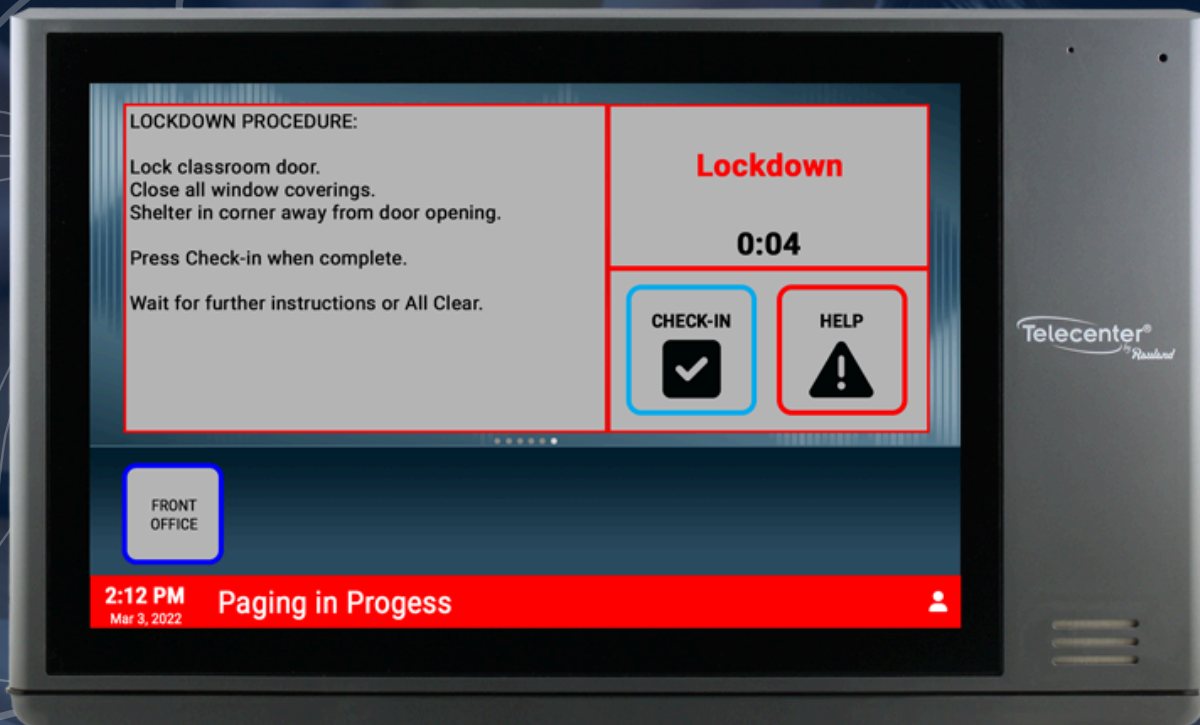 LOCKDOWN PROCEDURE:
Lock classroom door.
Close all window coverings.
Shelter in corner away from door opening.
Press Check-in when complete.
Wait for further instructions or All Clear.
Lockdown
0:04
CHECK-IN
HELP
FRONT
OFFICE
2:12 PM
Mar 3, 2022
Paging in Progess
Telecenter®
by Rauland